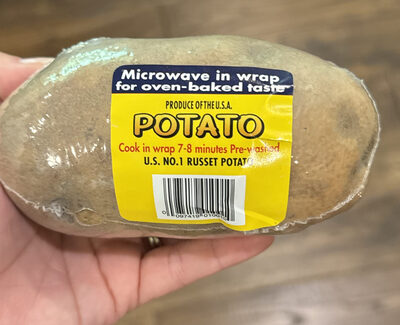 Microwave in wrap
for oven-baked taste
PRODUCE OF THE U.S.A.
POTATO
Cook in wrap 7-8 minutes Pre-washed
U.S. NO.1 RUSSET POTATO